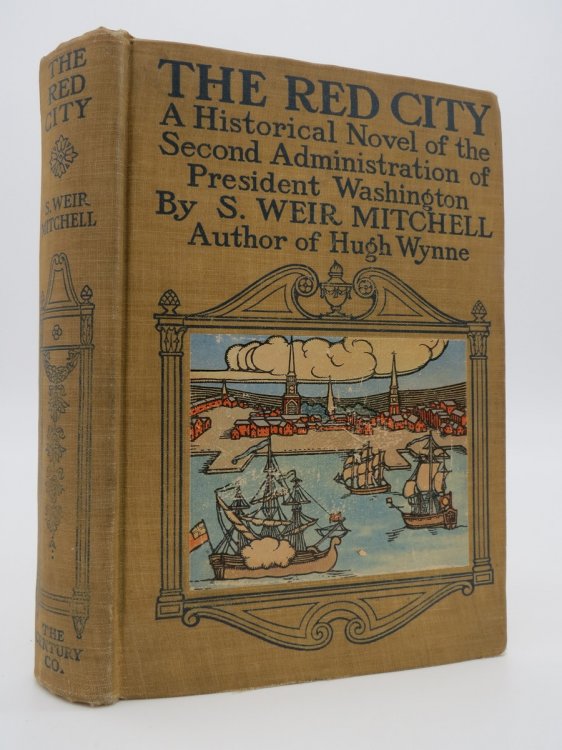 THE
RED
CITY
S. WEIR
MITCHELL
THE
CENTURY
CO.
THE RED CITY
A Historical Novel of the
Second Administration of
President Washington
By S. WEIR MITCHELL
Author of Hugh Wynne